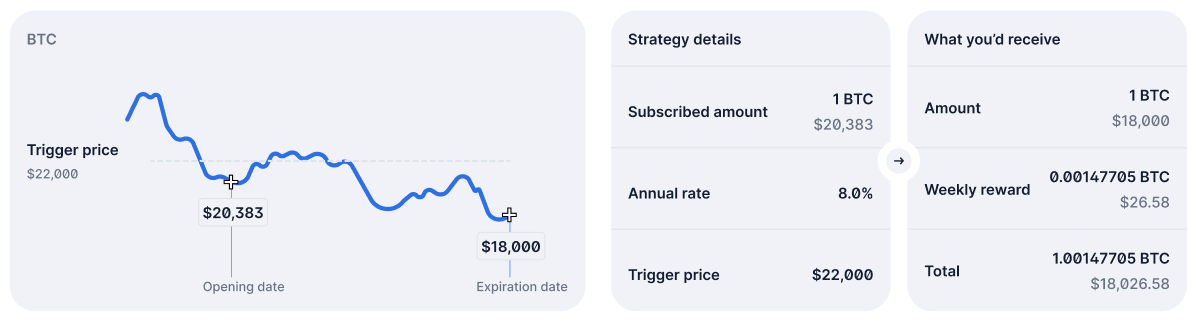 BTC
Trigger price
$22,000
$20,383
$18,000
Opening date
Expiration date
Strategy details
Subscribed amount
1 BTC
$20,383
Annual rate
8.0%
Trigger price
$22,000
What you’d receive
Amount
1 BTC
$18,000
Weekly reward
0.00147705 BTC
$26.58
Total
1.00147705 BTC
$18,026.58